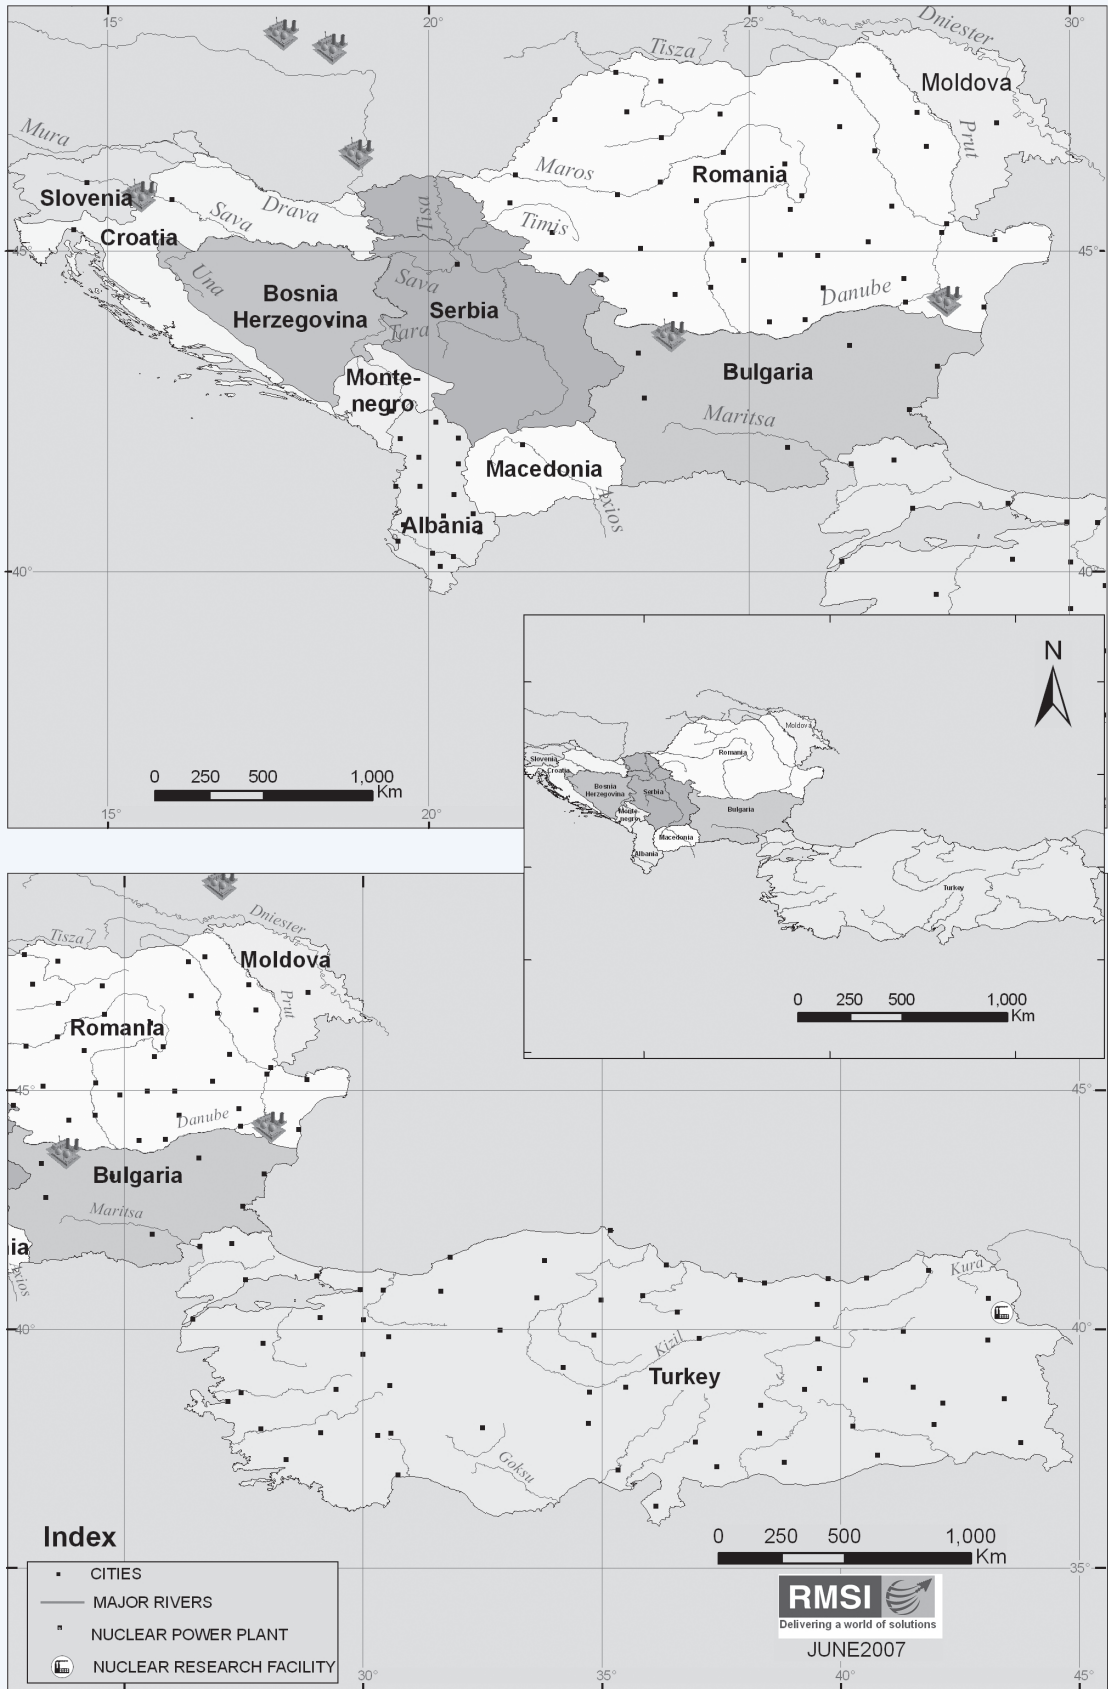 15°
20°
25°
30°
Dniester
Tisza
Moldova
Mura
Prut
Maros
Romania
Slovenia
Drava
Tisa
Sava
Timis
Croatia
45°
45°
Una
Sava
Danube
Bosnia
Herzegovina
Serbia
Tara
Monte-
negro
Bulgaria
Maritsa
Macedonia
Axios
Albania
40°
40°
N
Moldova
Romania
Slovenia
Croatia
Bosnia
Herzegovina
Serbia
Monte-
negro
Bulgaria
Macedonia
Albania
Turkey
0 250 500 1,000
Km
15°
20°
0 250 500 1,000
Km
Dniester
Tisza
Moldova
Prut
Romania
45°
45°
Danube
Bulgaria
Maritsa
ia
xios
Kura
40°
40°
Kizil
Turkey
Goksu
Index
CITIES
MAJOR RIVERS
NUCLEAR POWER PLANT
NUCLEAR RESEARCH FACILITY
0 250 500 1,000
Km
35°
RMSI
Delivering a world of solutions
JUNE2007
30°
35°
40°
45°